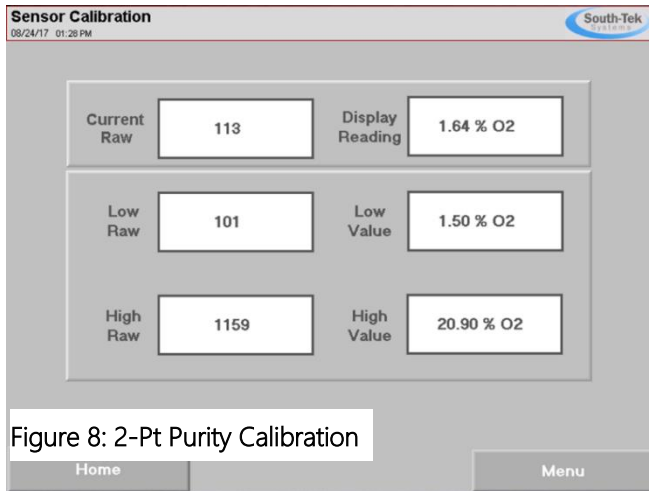 Sensor Calibration
08/24/17 01:28 PM
South-Tek
Systems
Current
Raw
113
Display
Reading
1.64 % O2
Low
Raw
101
Low
Value
1.50 % O2
High
Raw
1159
High
Value
20.90 % O2
Figure 8: 2-Pt Purity Calibration
Home
Menu